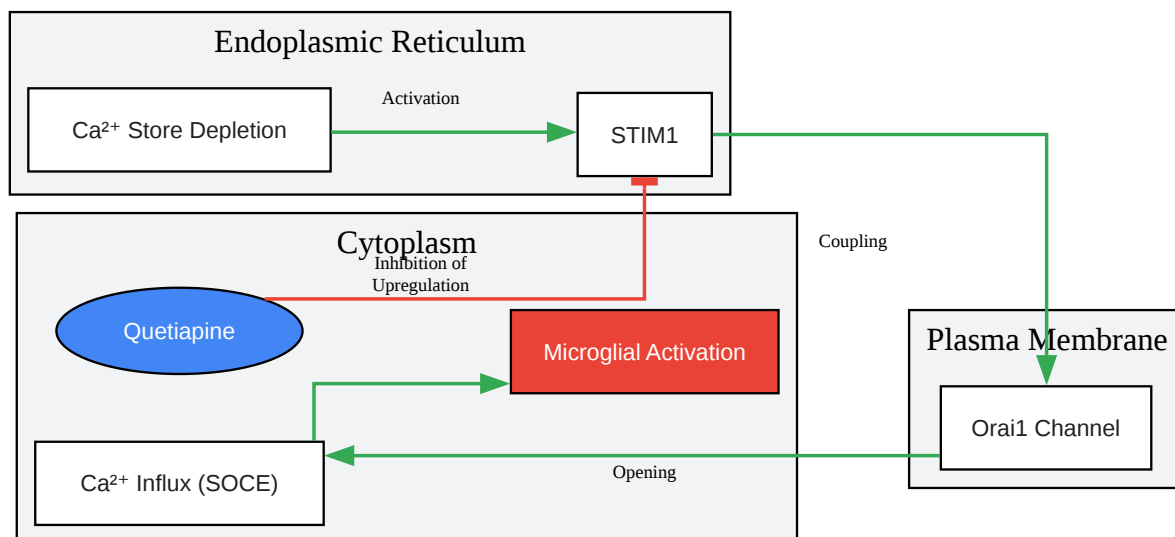 Endoplasmic Reticulum
Activation
Ca²⁺ Store Depletion
STIM1
Cytoplasm
Coupling
Inhibition of
Upregulation
Quetiapine
Microglial Activation
Plasma Membrane
Orai1 Channel
Opening
Ca²⁺ Influx (SOCE)